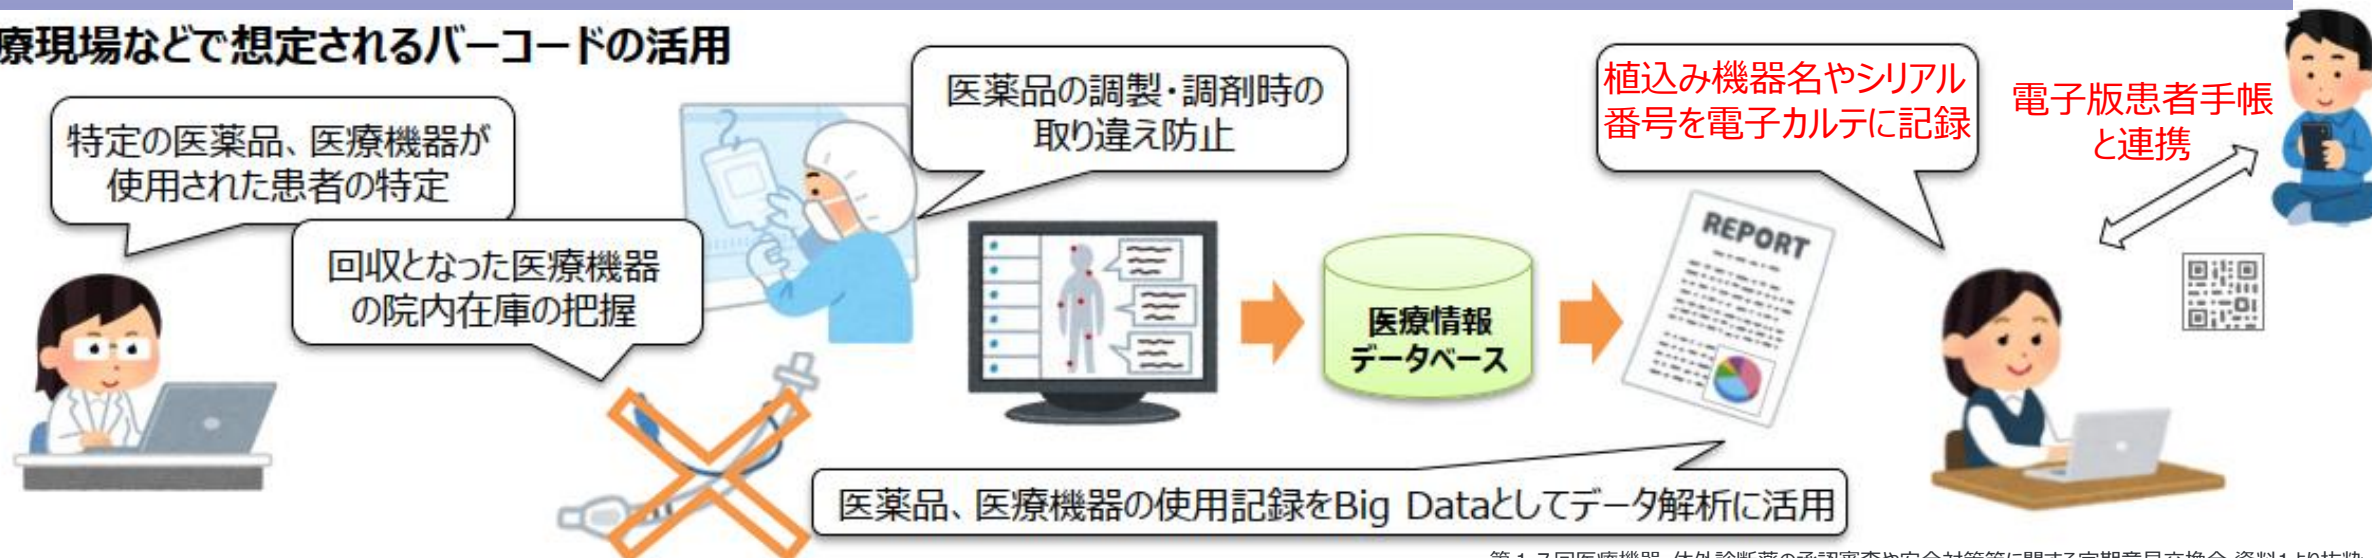 療現場などで想定されるバーコードの活用
特定の医薬品、医療機器が
使用された患者の特定
回収となった医療機器
の院内在庫の把握
医薬品の調製・調剤時の
取り違え防止
植込み機器名やシリアル
番号を電子カルテに記録
電子版患者手帳
と連携
医療情報
データベース
REPORT
医薬品、医療機器の使用記録をBig Dataとしてデータ解析に活用